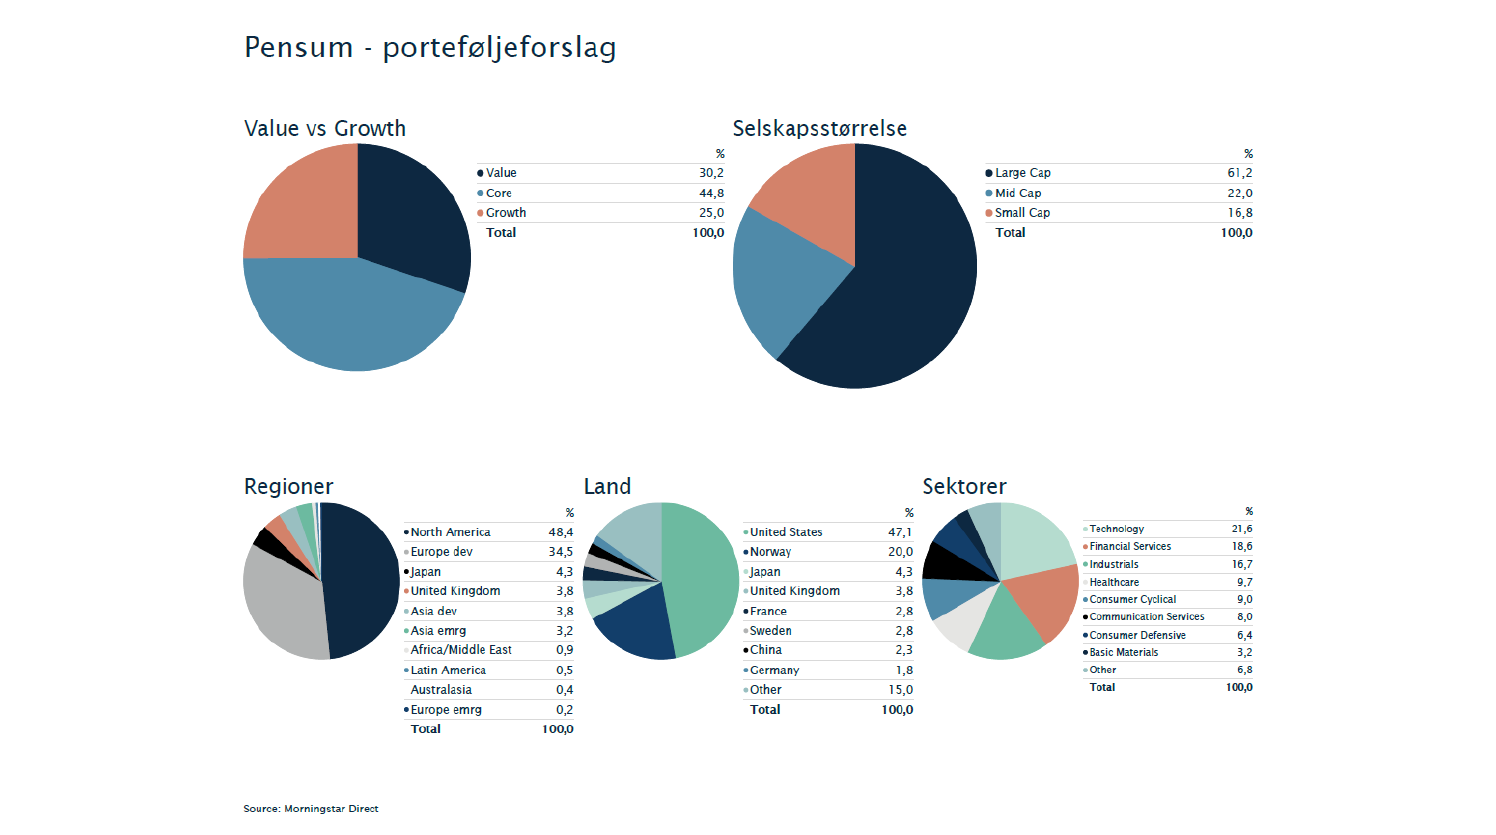 Pensum - porteføljeforslag
Value vs Growth
%
Value 30,2
Core 44,8
Growth 25,0
Total 100,0
Selskapsstørrelse
%
Large Cap 61,2
Mid Cap 22,0
Small Cap 16,8
Total 100,0
Regioner
%
North America 48,4
Europe dev 34,5
Japan 4,3
United Kingdom 3,8
Asia dev 3,8
Asia emrg 3,2
Africa/Middle East 0,9
Latin America 0,5
Australasia 0,4
Europe emrg 0,2
Total 100,0
Land
%
United States 47,1
Norway 20,0
Japan 4,3
United Kingdom 3,8
France 2,8
Sweden 2,8
China 2,3
Germany 1,8
Other 15,0
Total 100,0
Sektorer
%
Technology 21,6
Financial Services 18,6
Industrials 16,7
Healthcare 9,7
Consumer Cyclical 9,0
Communication Services 8,0
Consumer Defensive 6,4
Basic Materials 3,2
Other 6,8
Total 100,0
Source: Morningstar Direct